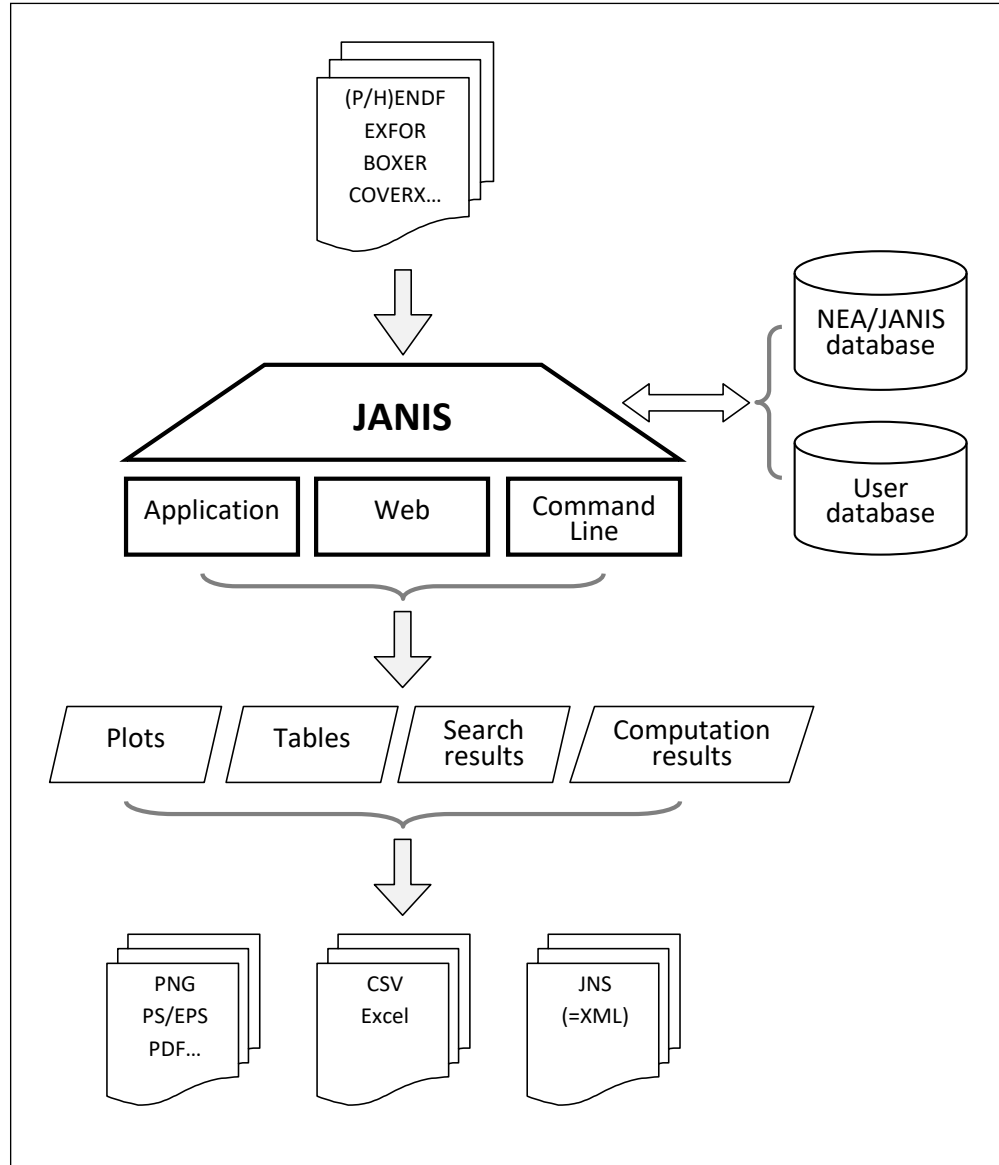 (P/H)ENDF
EXFOR
BOXER
COVERX...
NEA/JANIS
database
JANIS
User
database
Application
Web
Command
Line
Plots
Tables
Search
results
Computation
results
PNG
PS/EPS
PDF...
CSV
Excel
JNS
(=XML)